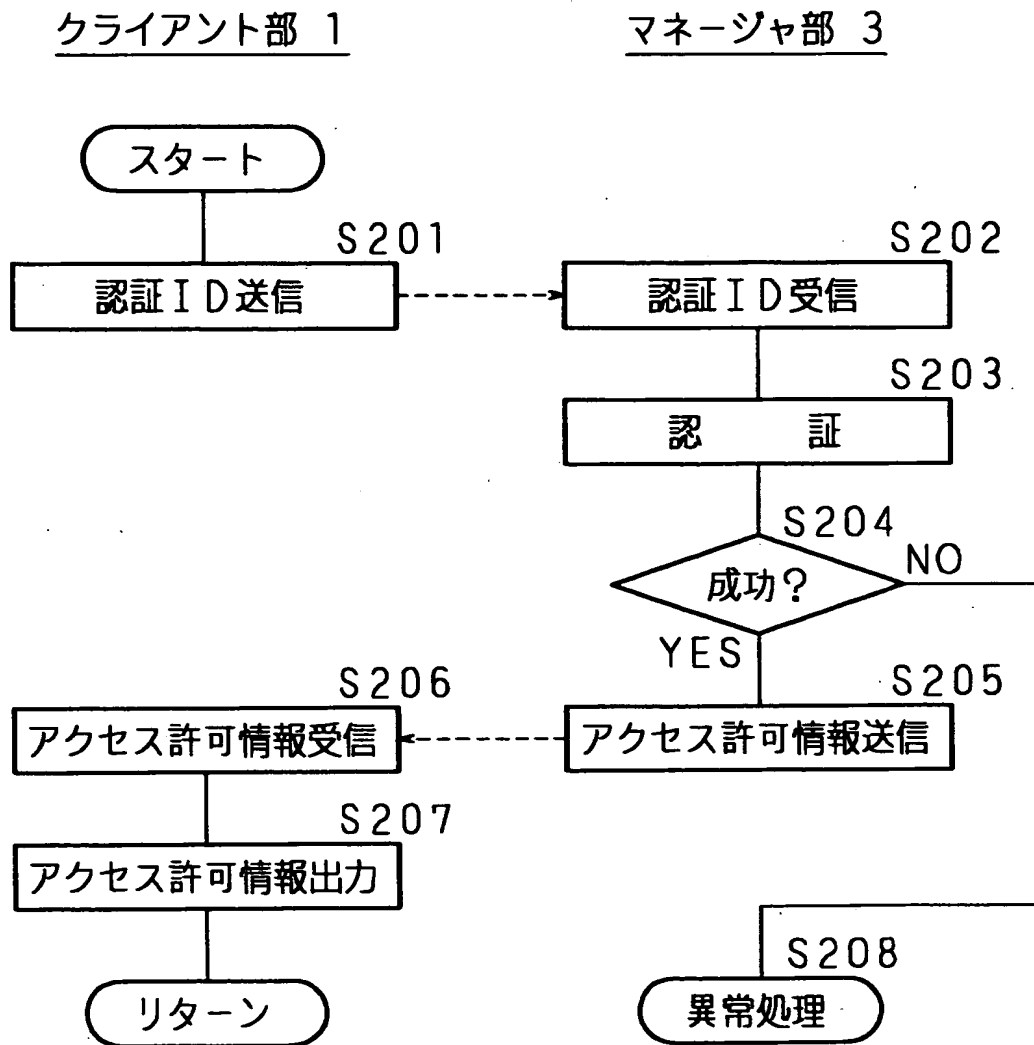 クライアント部 1
マネージャ部 3
スタート
S201
認証ID送信
S202
認証ID受信
S203
認 証
S204
成功?
NO
YES
S205
アクセス許可情報送信
S206
アクセス許可情報受信
S207
アクセス許可情報出力
リターン
S208
異常処理